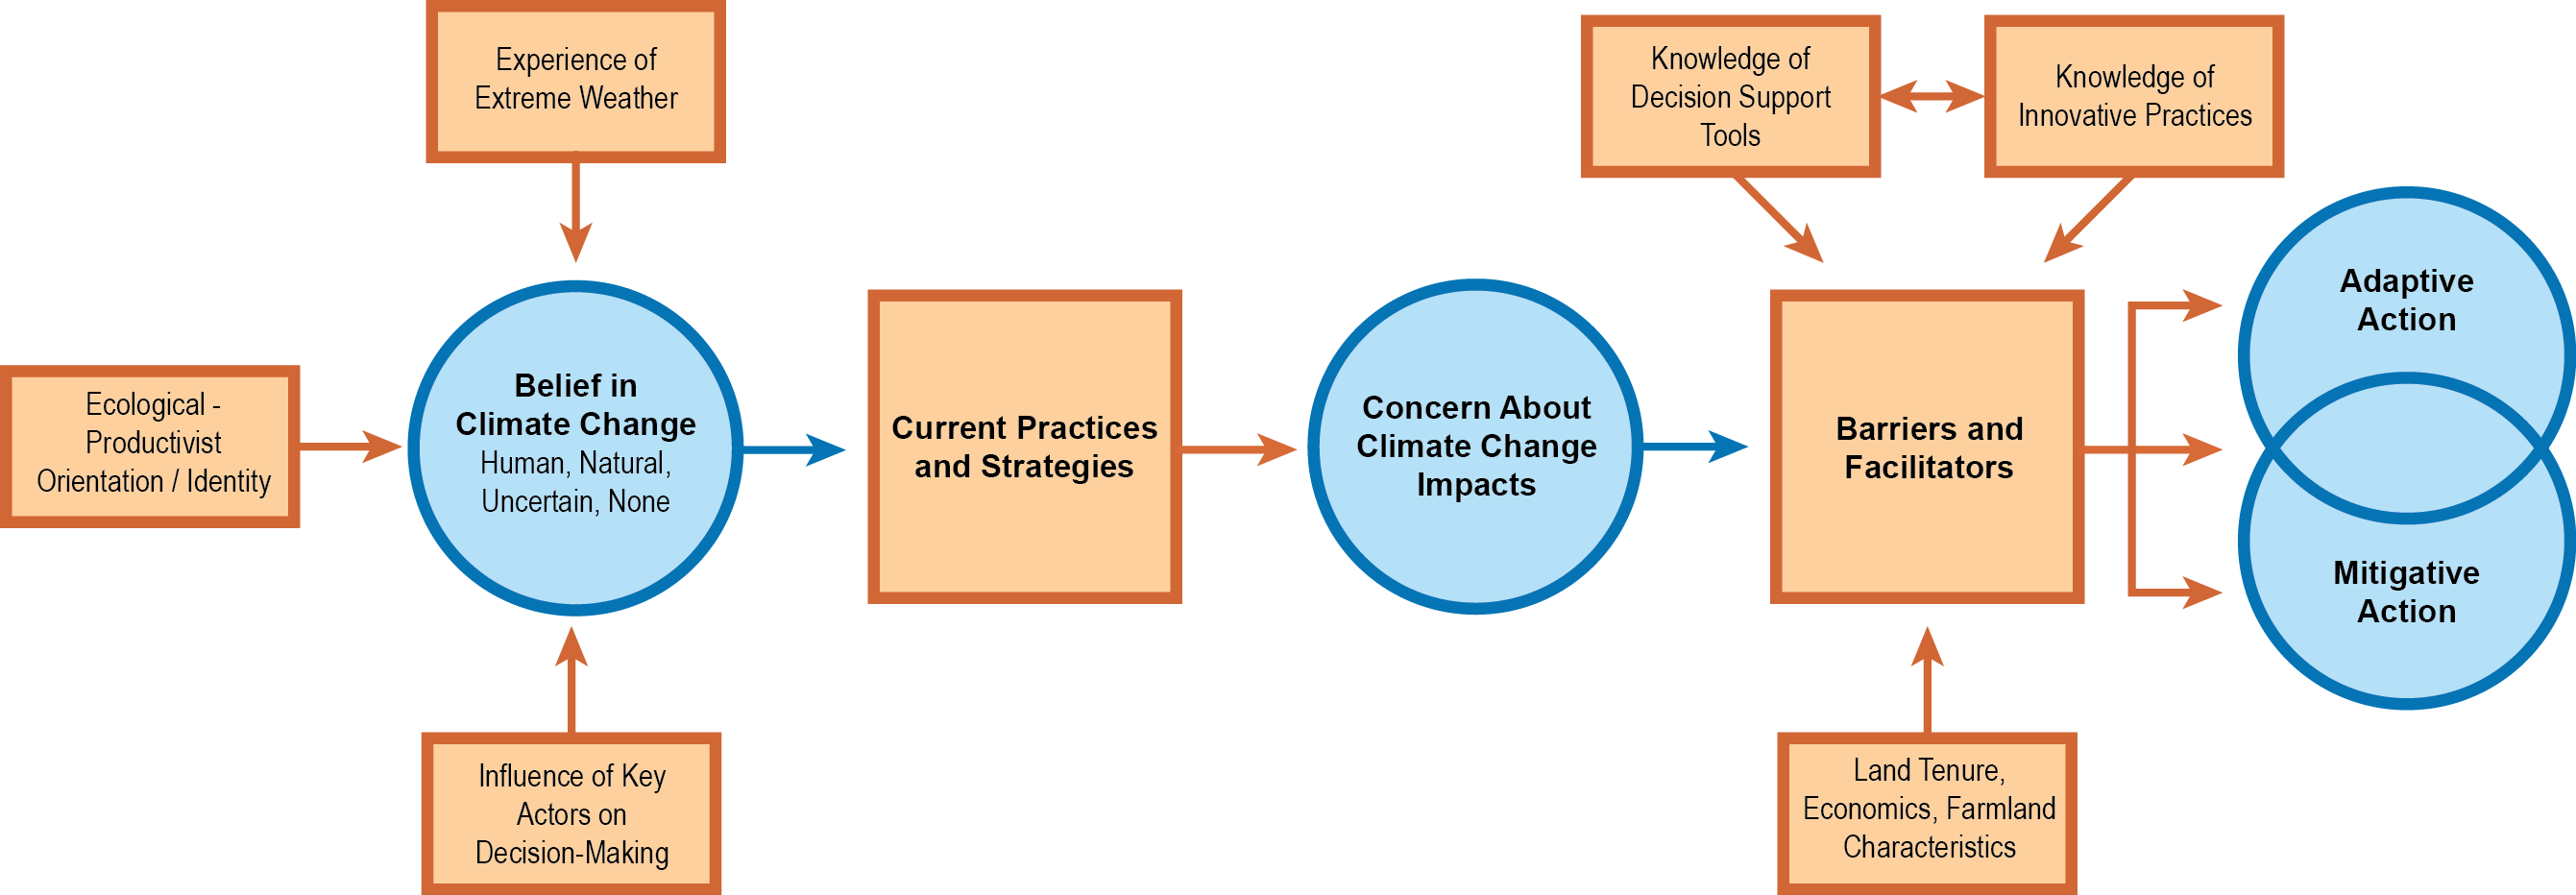 Experience of
Extreme Weather
Knowledge of
Decision Support
Tools
Knowledge of
Innovative Practices
Ecological -
Productivist
Orientation / Identity
Belief in
Climate Change
Human, Natural,
Uncertain, None
Current Practices
and Strategies
Concern About
Climate Change
Impacts
Barriers and
Facilitators
Adaptive
Action
Mitigative
Action
Influence of Key
Actors on
Decision-Making
Land Tenure,
Economics, Farmland
Characteristics